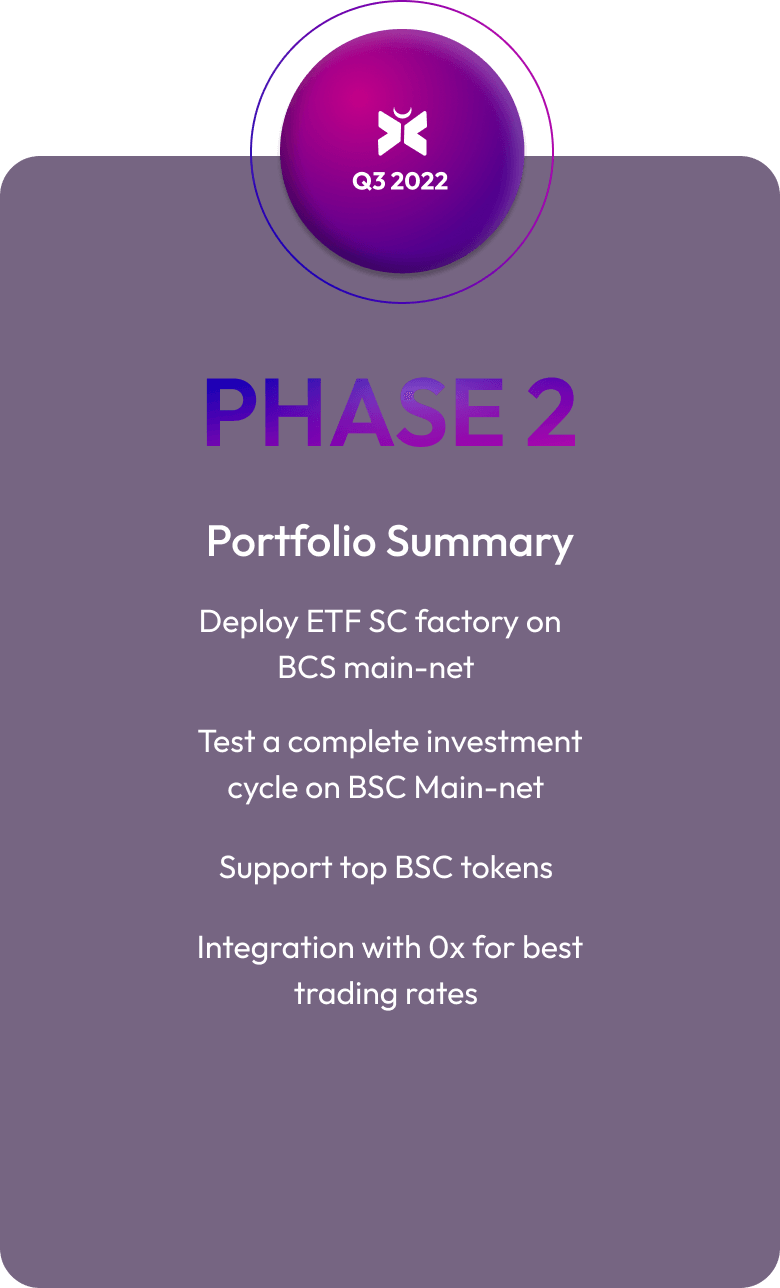 Q3 2022
PHASE 2
Portfolio Summary
Deploy ETF SC factory on
BCS main-net
Test a complete investment
cycle on BSC Main-net
Support top BSC tokens
Integration with 0x for best
trading rates